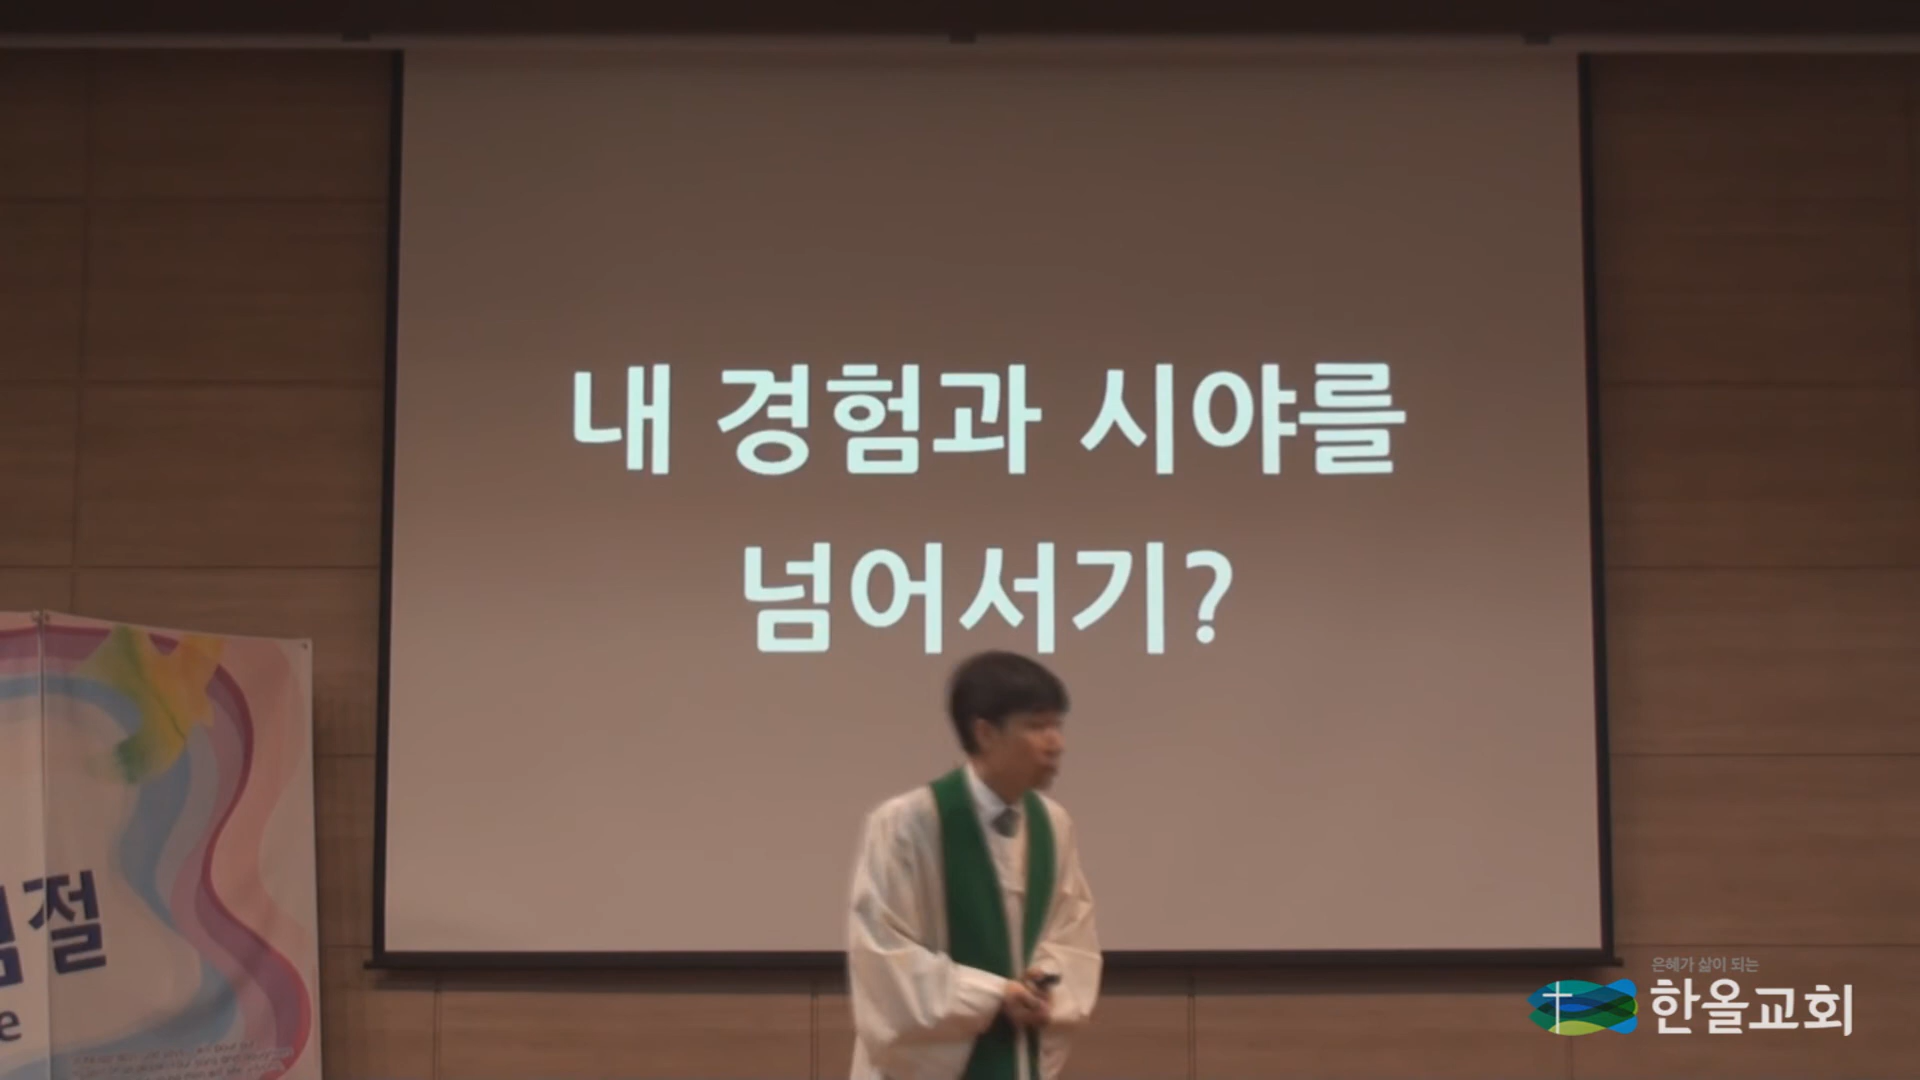 내 경험과 시야를
넘어서기?
절
e
은혜가 삶이 되는
한올교회